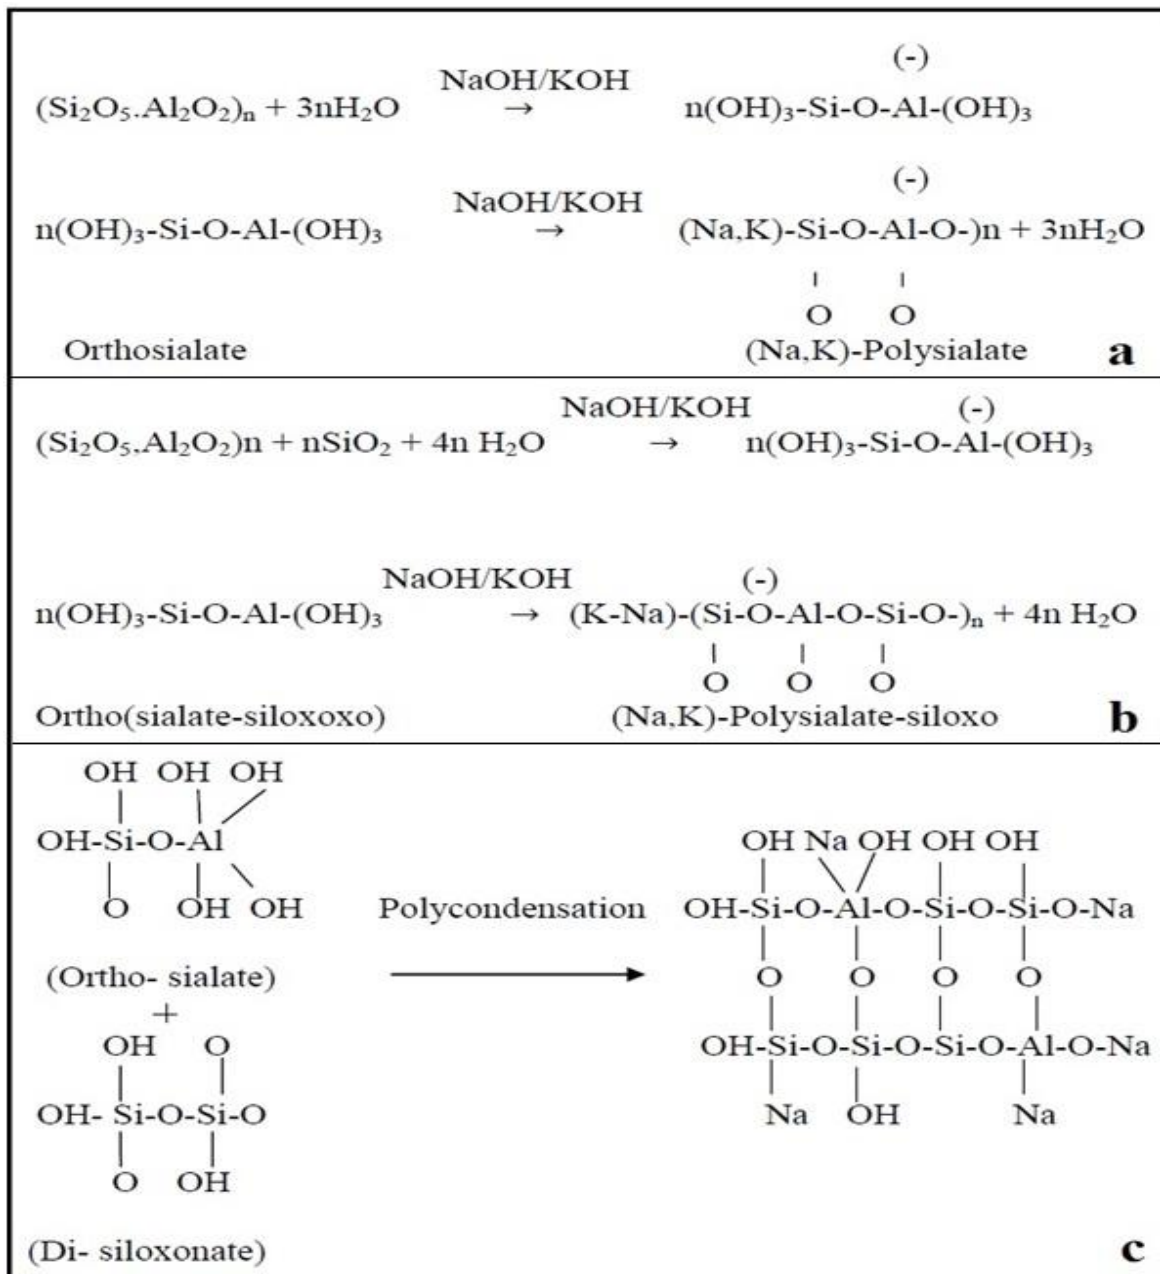 (-)
NaOH/KOH
(Si₂O₅.Al₂O₂)ₙ + 3nH₂O → n(OH)₃-Si-O-Al-(OH)₃
(-)
NaOH/KOH
n(OH)₃-Si-O-Al-(OH)₃ → (Na,K)-Si-O-Al-O-)n + 3nH₂O
O O
Orthosialate (Na,K)-Polysialate a
NaOH/KOH (-)
(Si₂O₅.Al₂O₂)n + nSiO₂ + 4n H₂O → n(OH)₃-Si-O-Al-(OH)₃
NaOH/KOH (-)
n(OH)₃-Si-O-Al-(OH)₃ → (K-Na)-(Si-O-Al-O-Si-O-)ₙ + 4n H₂O
O O O
Ortho(sialate-siloxoxo) (Na,K)-Polysialate-siloxo b
OH OH OH
OH-Si-O-Al
O OH OH
(Ortho- sialate)
+
OH O
OH- Si-O-Si-O
O OH
(Di- siloxonate)
Polycondensation
OH Na OH OH OH
OH-Si-O-Al-O-Si-O-Si-O-Na
O O O O
OH-Si-O-Si-O-Si-O-Al-O-Na
Na OH Na
c